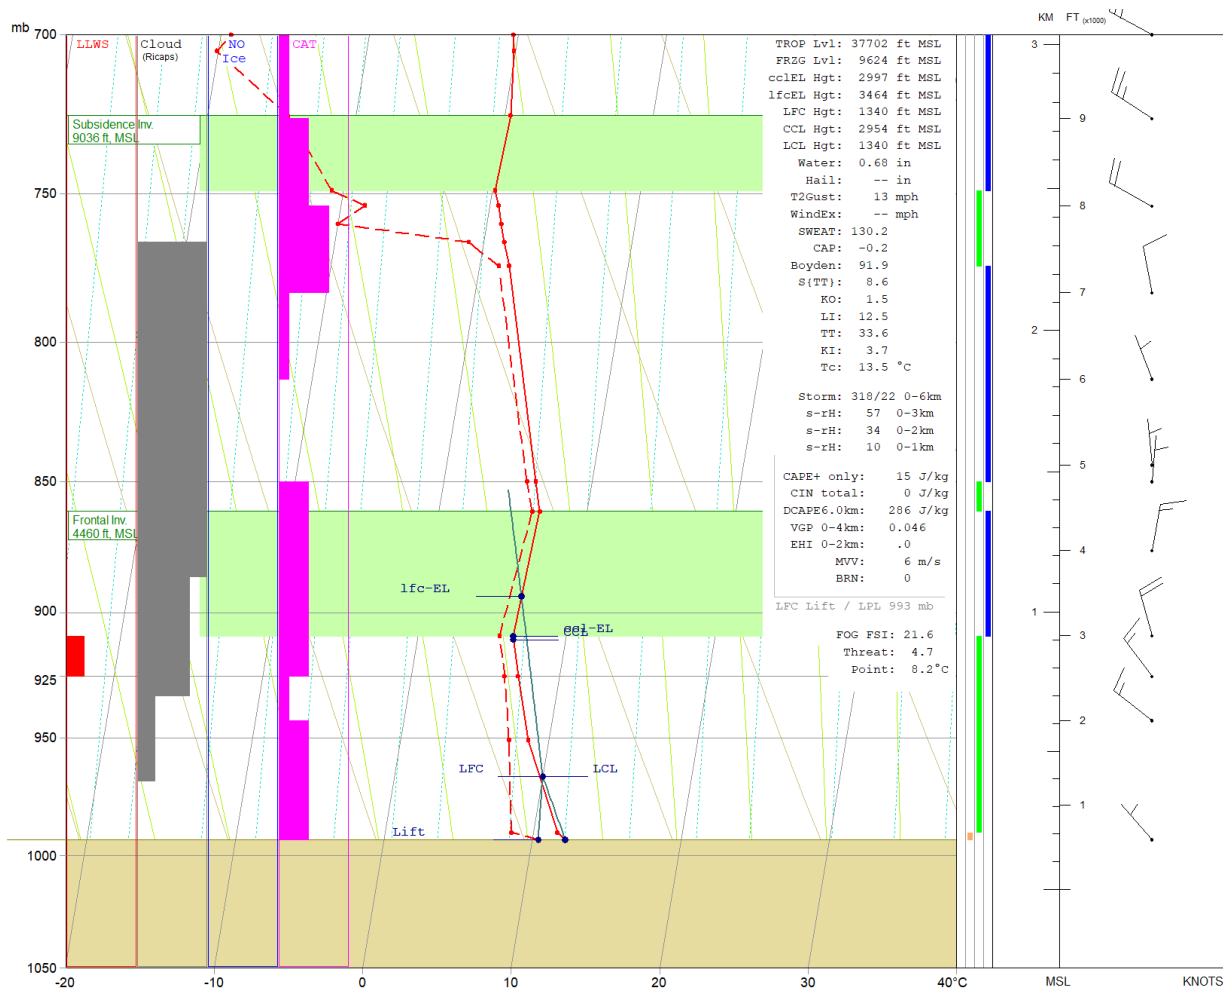 mb
KM FT (x1000)
700
LLWS
Cloud
(Ricaps)
NO
Ice
CAT
TROP Lvl: 37702 ft MSL
FRZG Lvl: 9624 ft MSL
cclEL Hgt: 2997 ft MSL
lfcEL Hgt: 3464 ft MSL
LFC Hgt: 1340 ft MSL
CCL Hgt: 2954 ft MSL
LCL Hgt: 1340 ft MSL
Water: 0.68 in
Hail: -- in
T2Gust: 13 mph
WindEx: -- mph
SWEAT: 130.2
CAP: -0.2
Boyden: 91.9
S{TT}: 8.6
KO: 1.5
LI: 12.5
TT: 33.6
KI: 3.7
Tc: 13.5 °C
Storm: 318/22 0-6km
s-rH: 57 0-3km
s-rH: 34 0-2km
s-rH: 10 0-1km
CAPE+ only: 15 J/kg
CIN total: 0 J/kg
DCAPE6.0km: 286 J/kg
VGP 0-4km: 0.046
EHI 0-2km: .0
MVV: 6 m/s
BRN: 0
LFC Lift / LPL 993 mb
FOG FSI: 21.6
Threat: 4.7
Point: 8.2°C
Subsidence Inv.
9036 ft, MSL
750
800
850
Frontal Inv.
4460 ft, MSL
lfc-EL
900
ccl-EL
CCL
925
950
LFC
LCL
Lift
1000
1050
-20
-10
0
10
20
30
40°C
3
9
8
7
2
6
5
4
1
3
2
1
MSL
KNOTS